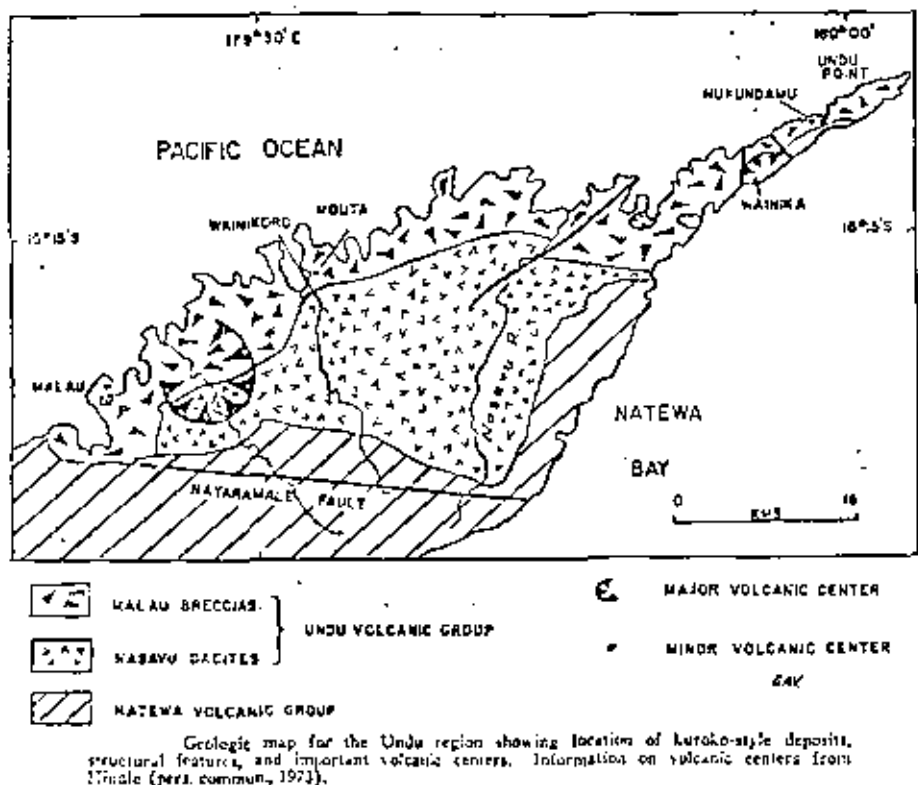 179°30'E
180°00'
UNDU
POINT
NUKUNDAMU
PACIFIC OCEAN
WAINIKORO
MOUTA
WAINIKA
16°15'S
MALAU
NATEWA
BAY
NAYARAMALE FAULT
0
KMS
MALAU BRECCIAS
UNDU VOLCANIC GROUP
MAJOR VOLCANIC CENTER
NASAVU DACITES
MINOR VOLCANIC CENTER
NATEWA VOLCANIC GROUP
Geologic map for the Undu region showing location of kuroko-style deposits,
structural features, and important volcanic centers. Information on volcanic centers from
(pers. commun., 1973).